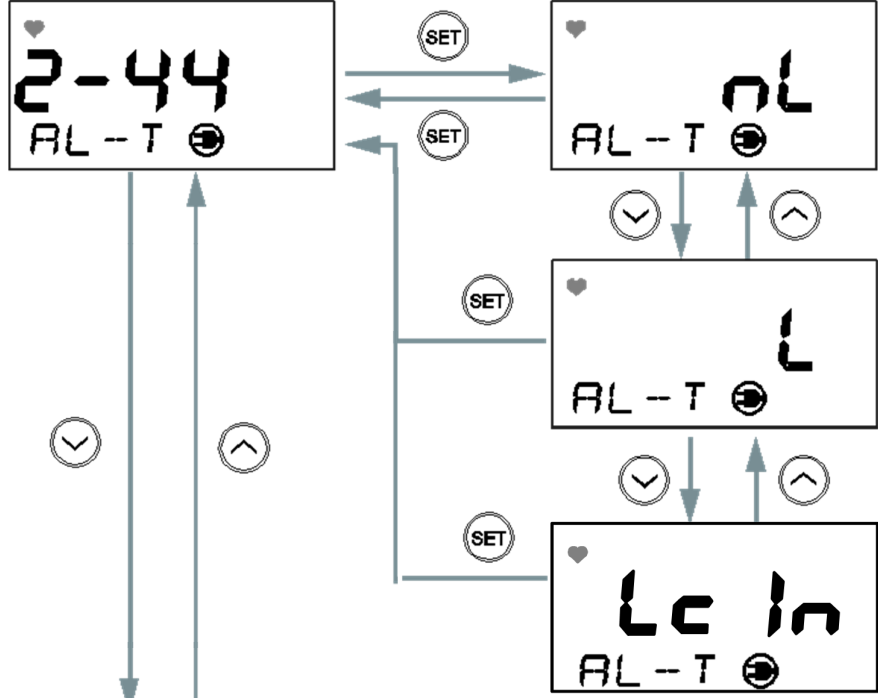 2-44
AL--T
SET
SET
nL
AL--T
SET
L
AL--T
SET
Lc In
AL--T